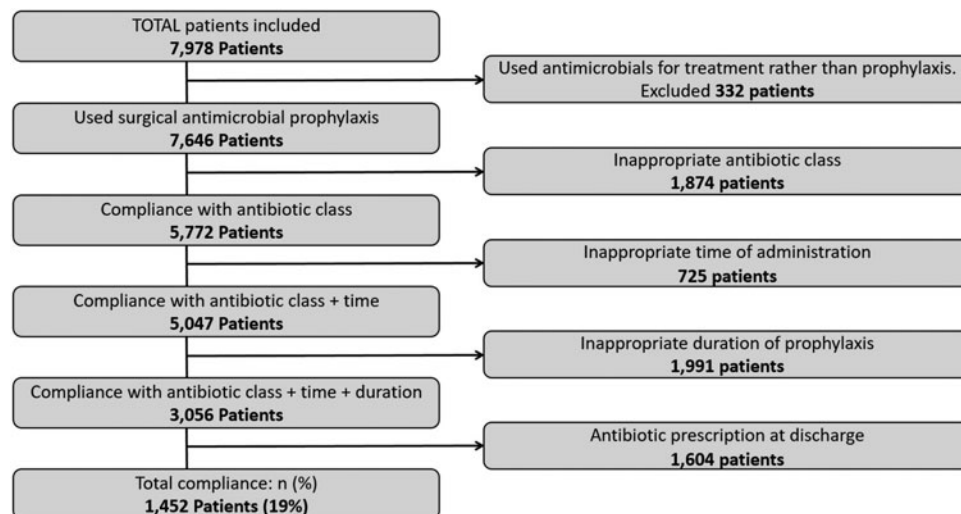 TOTAL patients included
7,978 Patients
Used antimicrobials for treatment rather than prophylaxis.
Excluded 332 patients
Used surgical antimicrobial prophylaxis
7,646 Patients
Inappropriate antibiotic class
1,874 patients
Compliance with antibiotic class
5,772 Patients
Inappropriate time of administration
725 patients
Compliance with antibiotic class + time
5,047 Patients
Inappropriate duration of prophylaxis
1,991 patients
Compliance with antibiotic class + time + duration
3,056 Patients
Antibiotic prescription at discharge
1,604 patients
Total compliance: n (%)
1,452 Patients (19%)